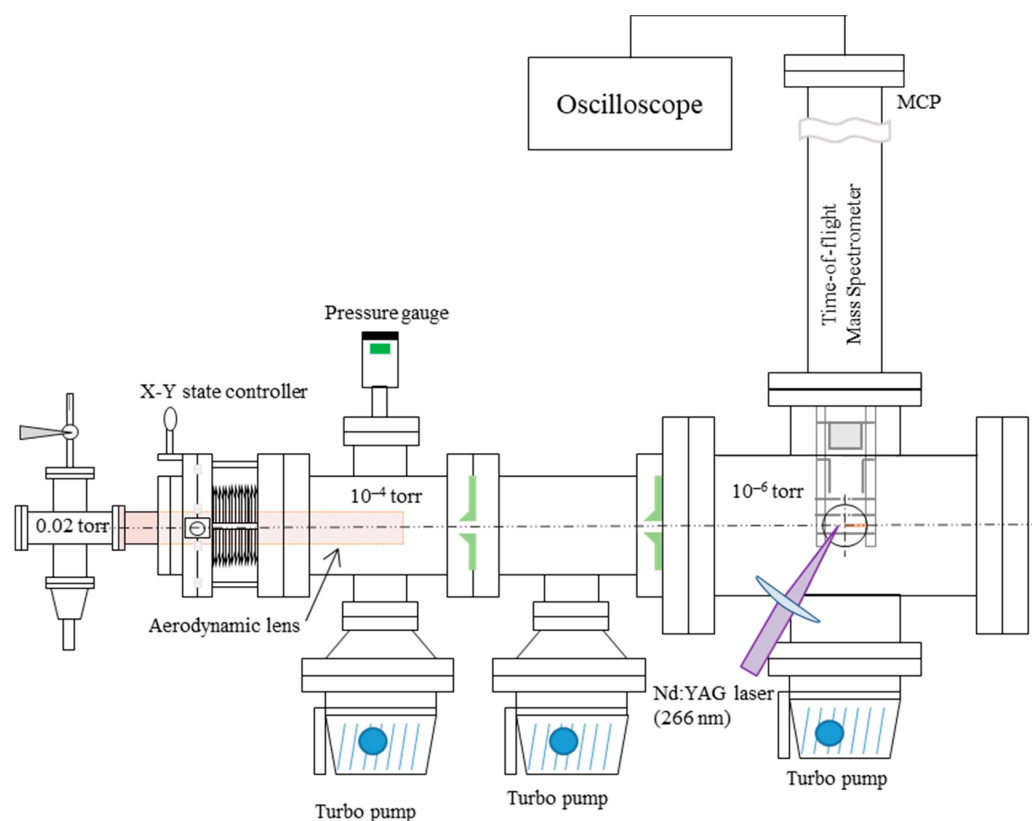 Oscilloscope
MCP
Time-of-flight
Mass Spectrometer
Pressure gauge
X-Y state controller
0.02 torr
10⁻⁴ torr
10⁻⁶ torr
Aerodynamic lens
Nd:YAG laser
(266 nm)
Turbo pump
Turbo pump
Turbo pump